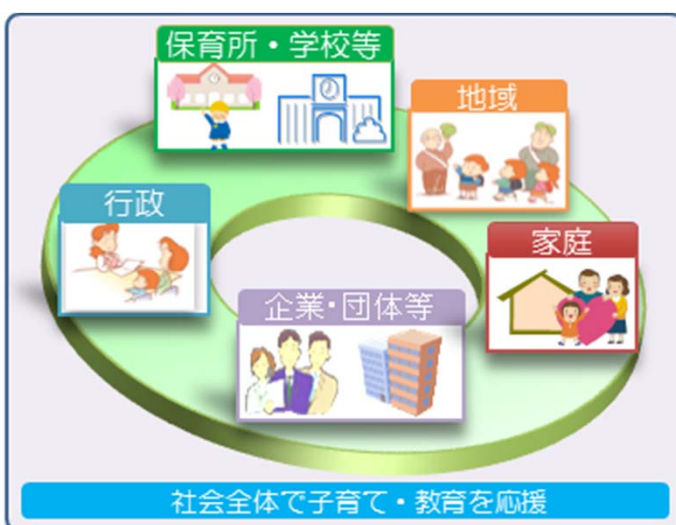 保育所・学校等
地域
行政
家庭
企業・団体等
社会全体で子育て・教育を応援